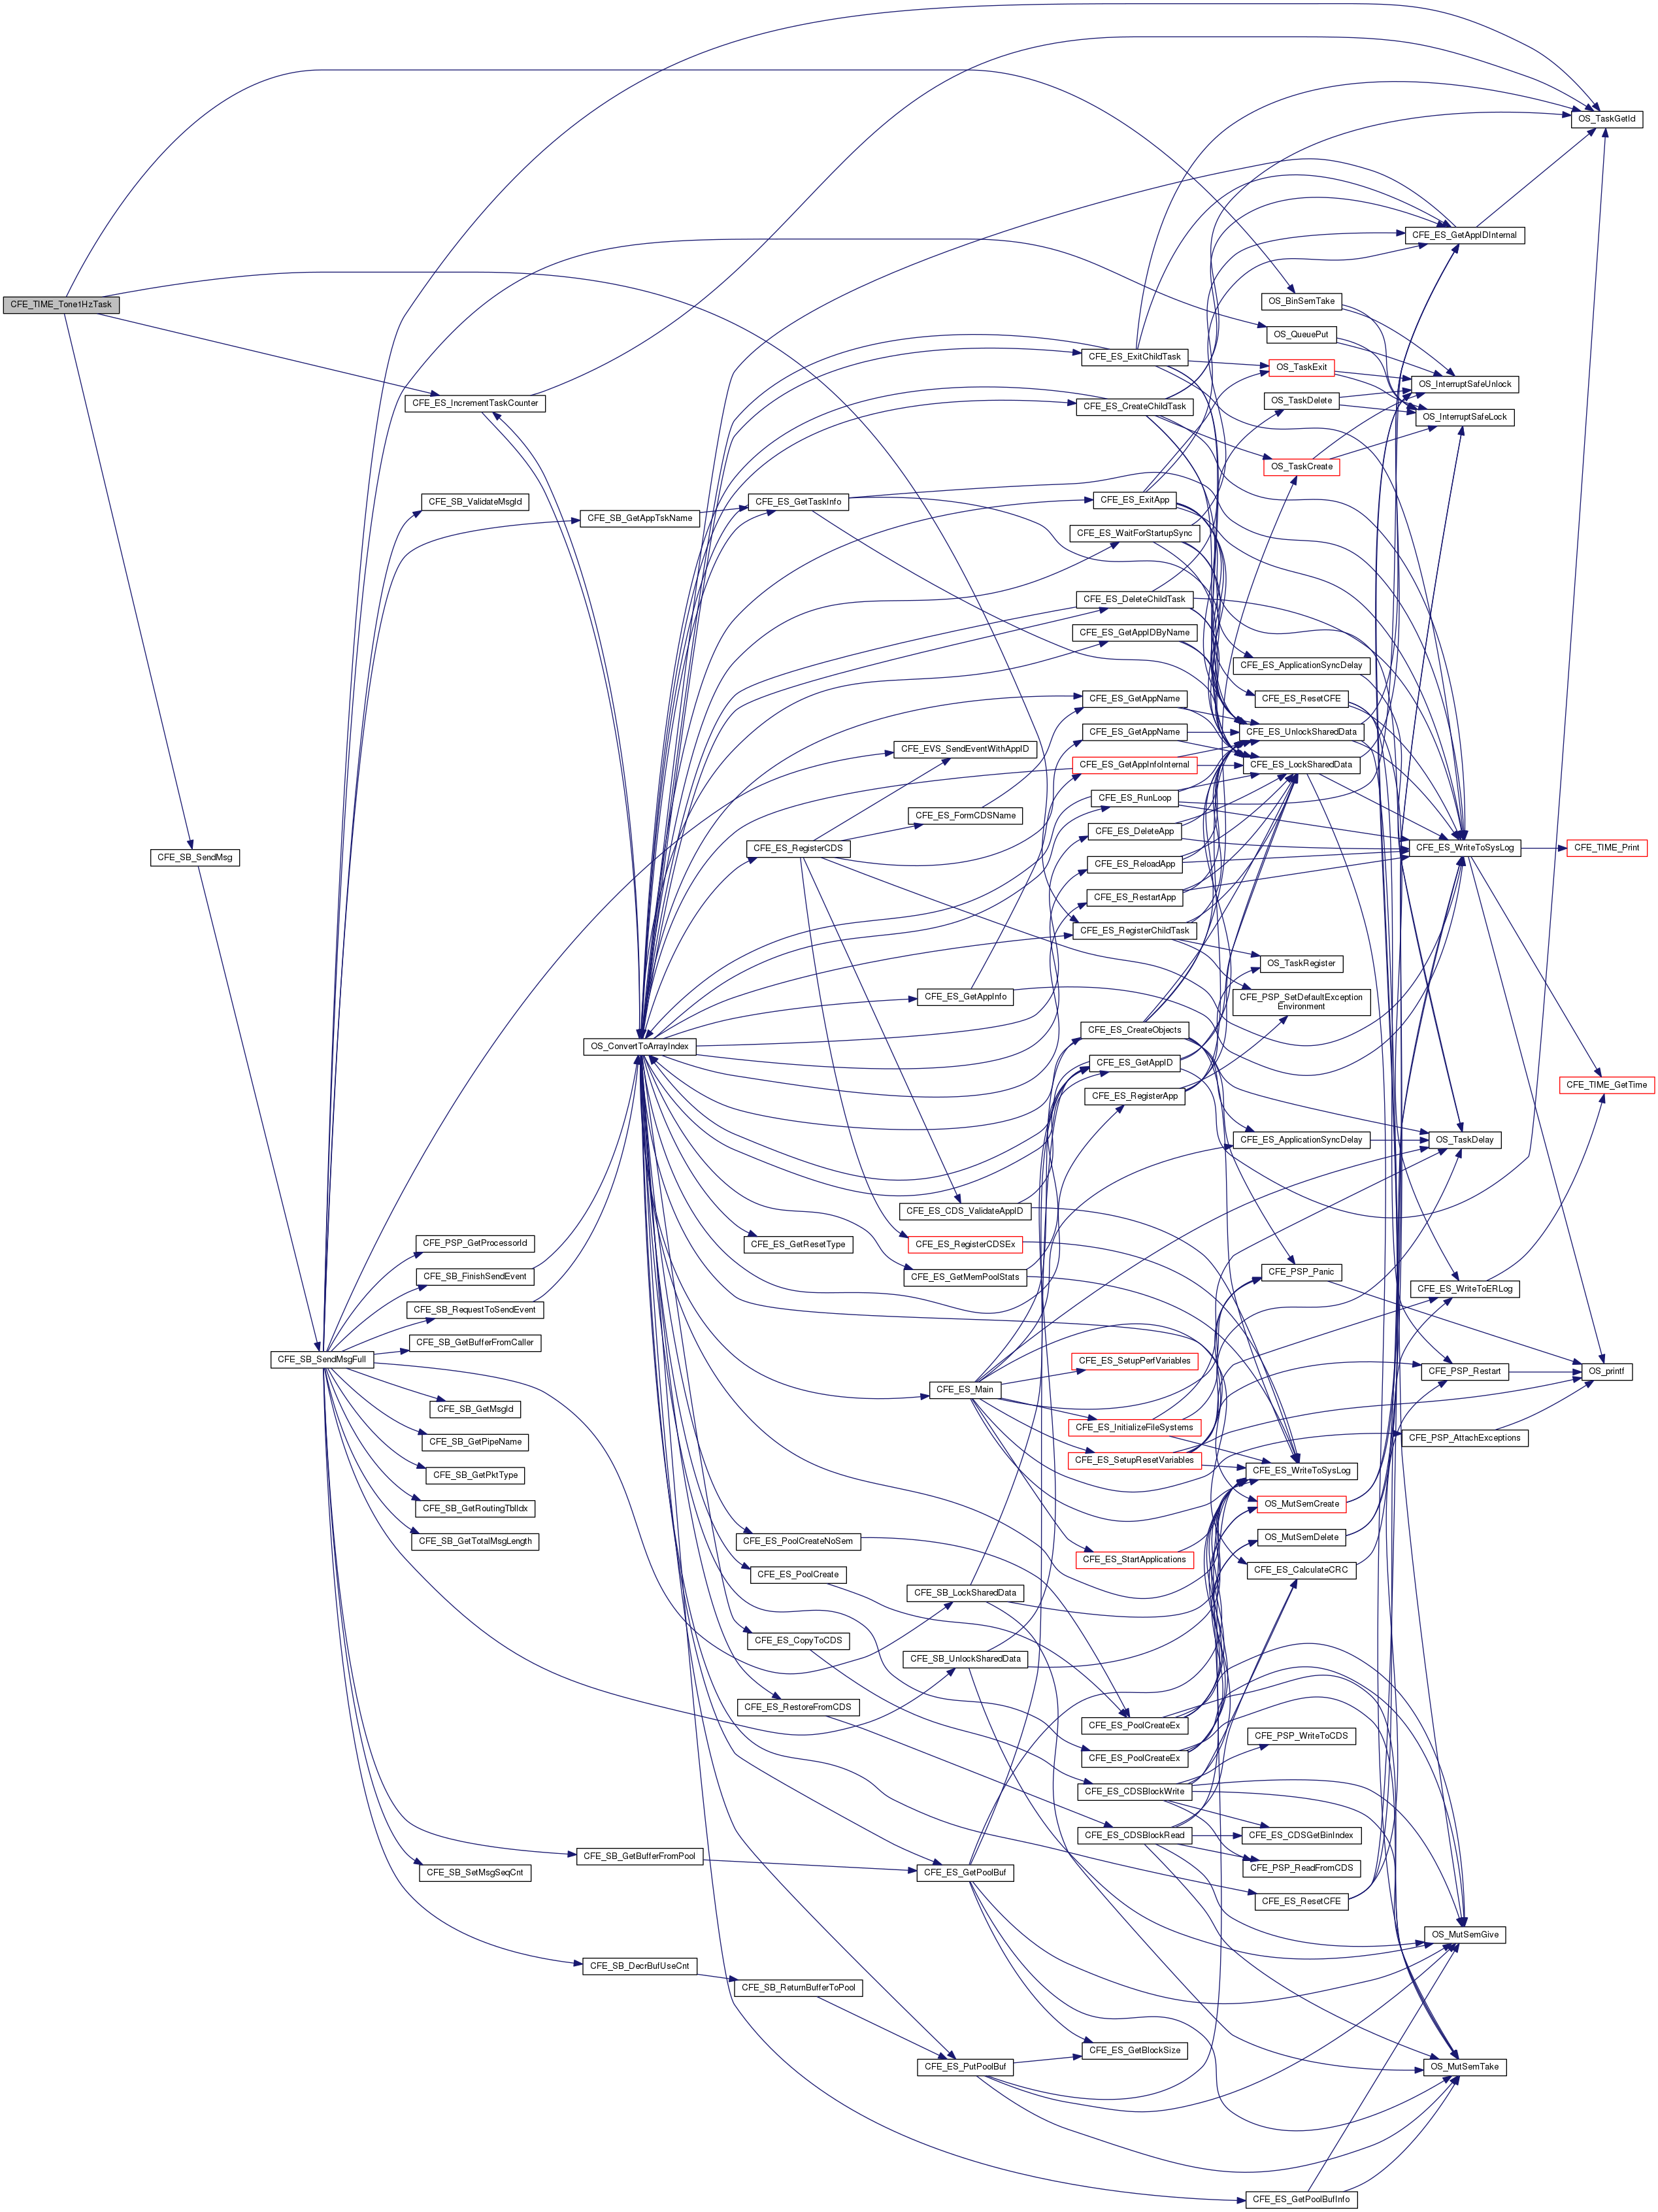 CFE_TIME_Tone1HzTask
CFE_SB_SendMsg
CFE_SB_SendMsgFull
CFE_ES_IncrementTaskCounter
CFE_SB_ValidateMsgId
CFE_PSP_GetProcessorId
CFE_SB_FinishSendEvent
CFE_SB_RequestToSendEvent
CFE_SB_GetBufferFromCaller
CFE_SB_GetMsgId
CFE_SB_GetPipeName
CFE_SB_GetPktType
CFE_SB_GetRoutingTblIdx
CFE_SB_GetTotalMsgLength
CFE_SB_SetMsgSeqCnt
CFE_SB_GetAppTskName
OS_ConvertToArrayIndex
CFE_SB_GetBufferFromPool
CFE_SB_DecrBufUseCnt
CFE_ES_GetTaskInfo
CFE_ES_RegisterCDS
CFE_ES_GetResetType
CFE_ES_PoolCreateNoSem
CFE_ES_PoolCreate
CFE_ES_CopyToCDS
CFE_ES_RestoreFromCDS
CFE_SB_ReturnBufferToPool
CFE_EVS_SendEventWithAppID
CFE_ES_FormCDSName
CFE_ES_GetAppInfo
CFE_ES_CDS_ValidateAppID
CFE_ES_RegisterCDSEx
CFE_ES_GetMemPoolStats
CFE_ES_Main
CFE_SB_LockSharedData
CFE_SB_UnlockSharedData
CFE_ES_GetPoolBuf
CFE_ES_PutPoolBuf
CFE_ES_ExitChildTask
CFE_ES_CreateChildTask
CFE_ES_ExitApp
CFE_ES_WaitForStartupSync
CFE_ES_DeleteChildTask
CFE_ES_GetAppIDByName
CFE_ES_GetAppName
CFE_ES_GetAppName
CFE_ES_GetAppInfoInternal
CFE_ES_RunLoop
CFE_ES_DeleteApp
CFE_ES_ReloadApp
CFE_ES_RestartApp
CFE_ES_RegisterChildTask
CFE_ES_CreateObjects
CFE_ES_GetAppID
CFE_ES_RegisterApp
CFE_ES_SetupPerfVariables
CFE_ES_InitializeFileSystems
CFE_ES_SetupResetVariables
CFE_ES_StartApplications
CFE_ES_PoolCreateEx
CFE_ES_PoolCreateEx
CFE_ES_CDSBlockWrite
CFE_ES_CDSBlockRead
CFE_ES_GetBlockSize
OS_BinSemTake
OS_QueuePut
OS_TaskExit
OS_TaskDelete
OS_TaskCreate
CFE_ES_ApplicationSyncDelay
CFE_ES_ResetCFE
CFE_ES_UnlockSharedData
CFE_ES_LockSharedData
OS_TaskRegister
CFE_PSP_SetDefaultException
Environment
CFE_ES_ApplicationSyncDelay
CFE_PSP_Panic
CFE_ES_WriteToSysLog
OS_MutSemCreate
OS_MutSemDelete
CFE_ES_CalculateCRC
CFE_PSP_WriteToCDS
CFE_ES_CDSGetBinIndex
CFE_PSP_ReadFromCDS
CFE_ES_ResetCFE
CFE_ES_GetPoolBufInfo
CFE_ES_GetAppIDInternal
OS_InterruptSafeUnlock
OS_InterruptSafeLock
CFE_ES_WriteToSysLog
OS_TaskDelay
CFE_ES_WriteToERLog
CFE_PSP_Restart
CFE_PSP_AttachExceptions
OS_MutSemGive
OS_MutSemTake
OS_TaskGetId
CFE_TIME_Print
CFE_TIME_GetTime
OS_printf